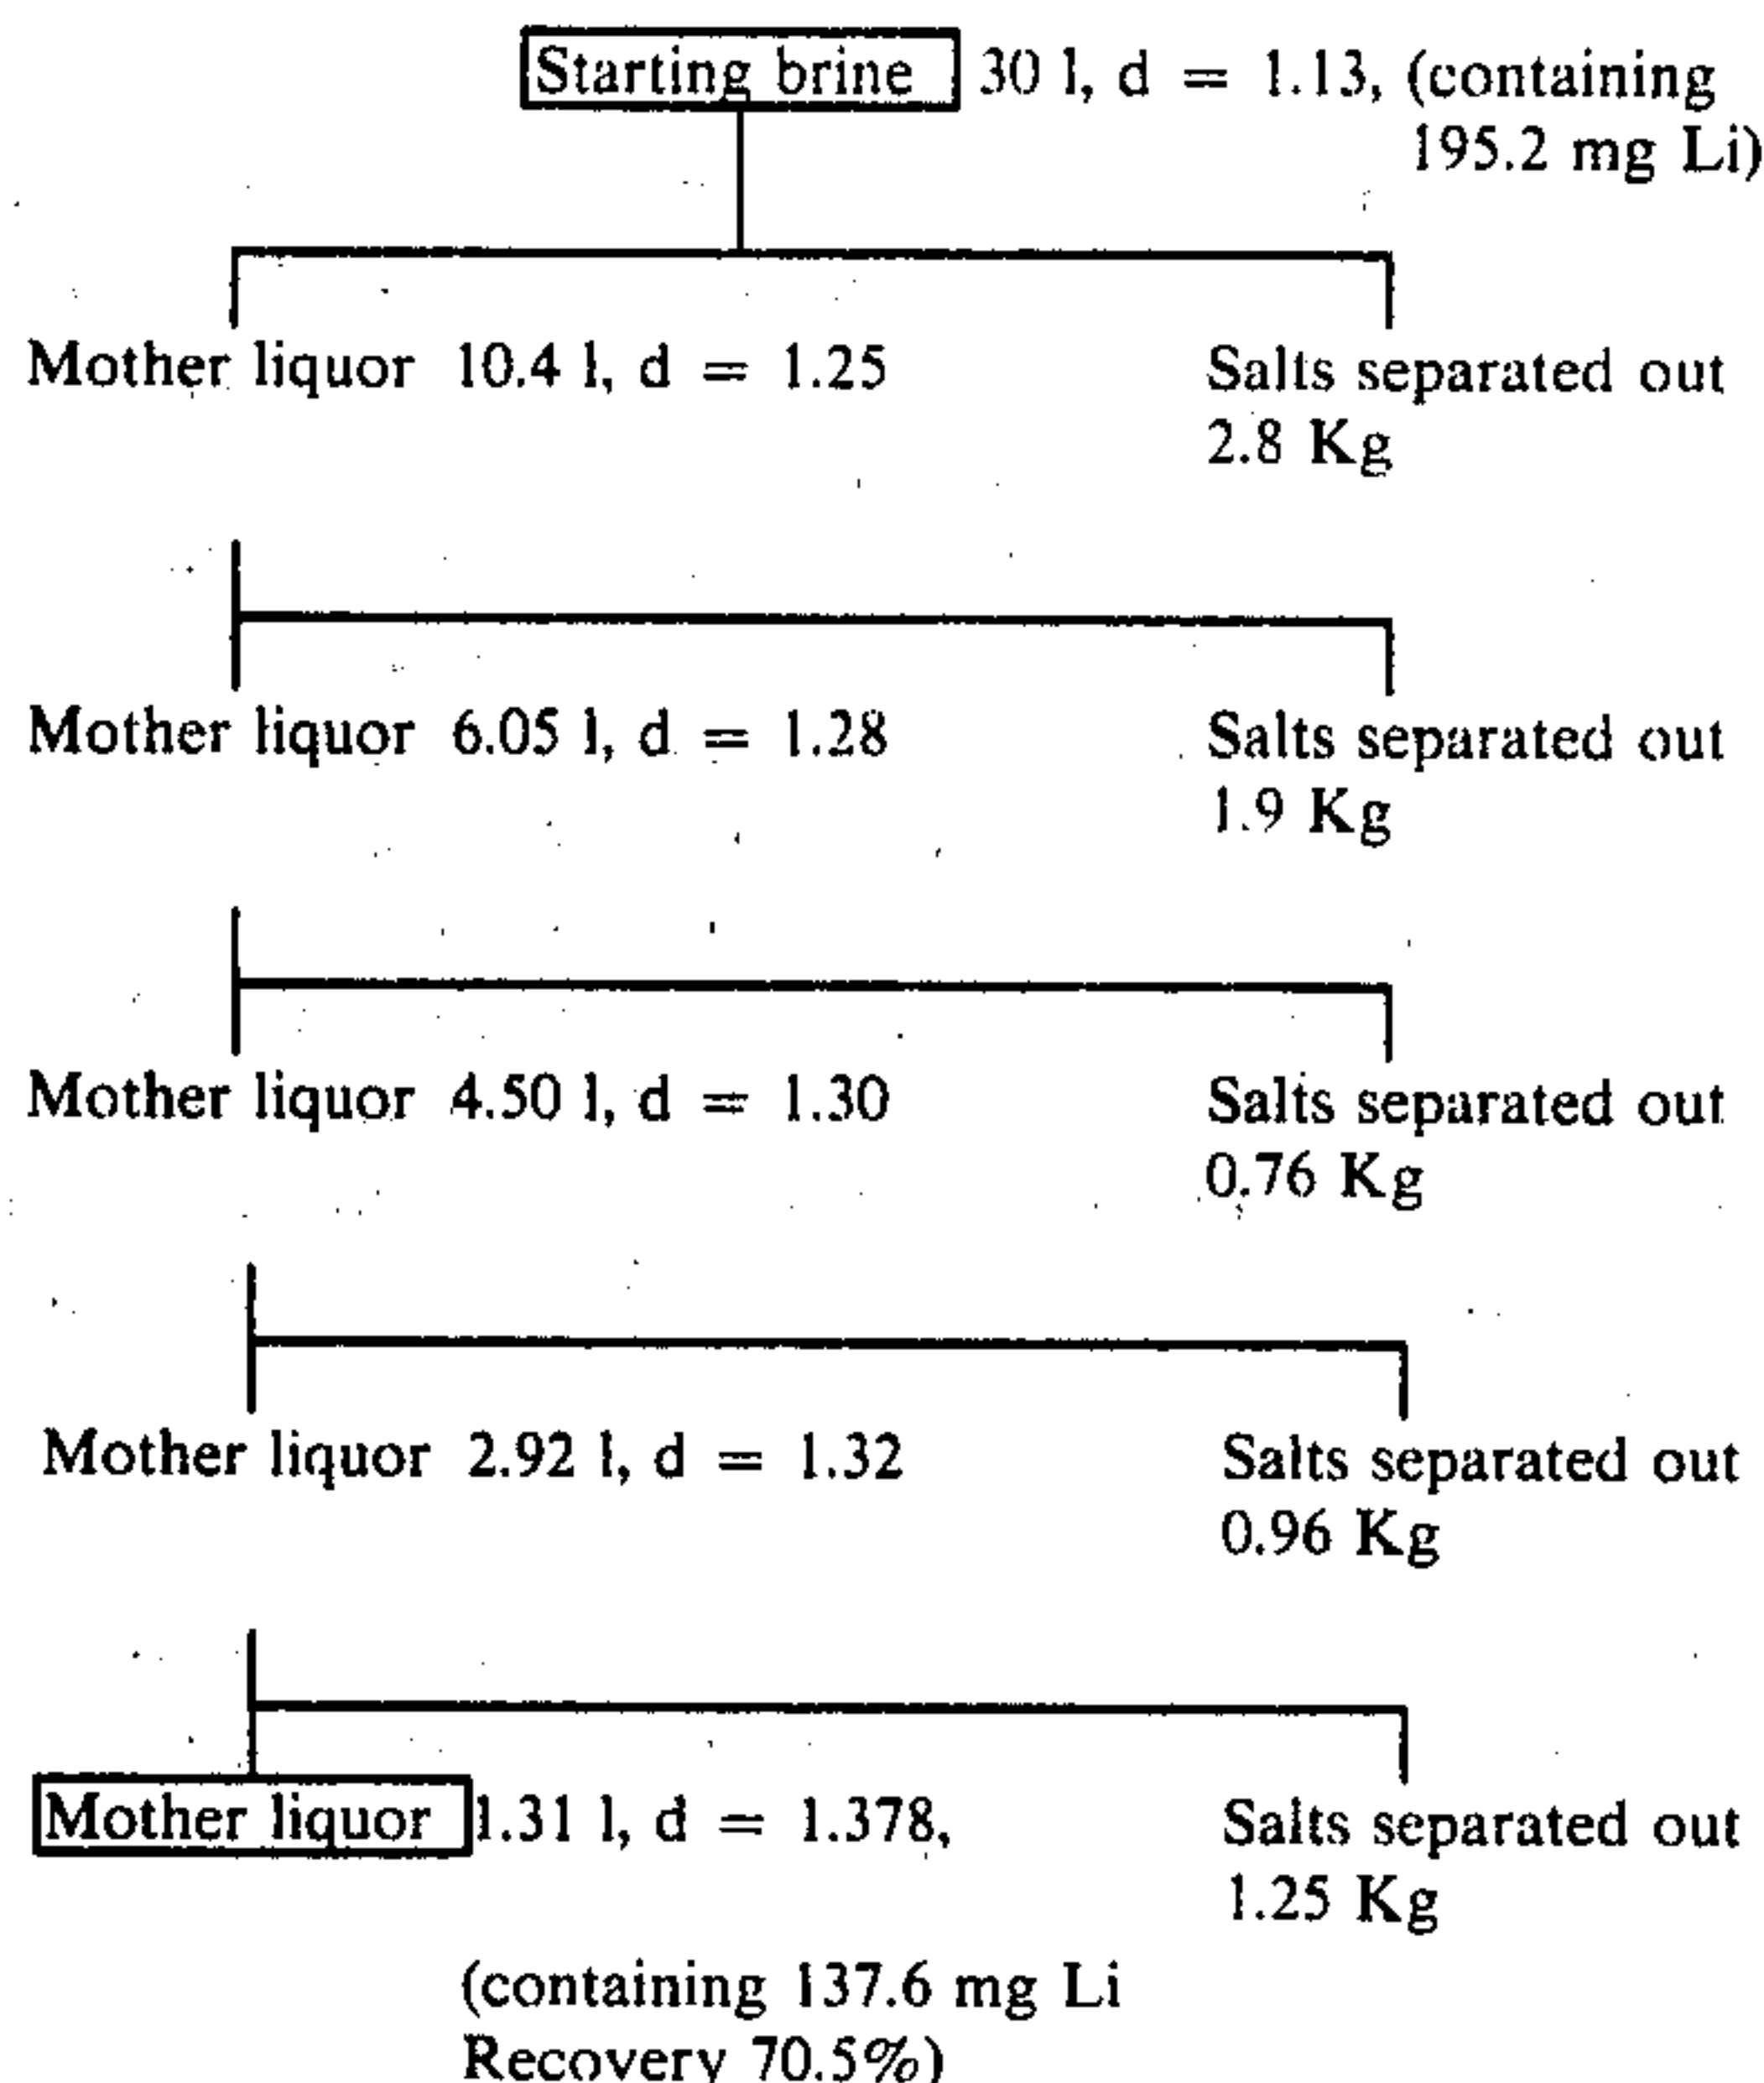 Starting brine 30 l, d = 1.13, (containing
195.2 mg Li)
Mother liquor 10.4 l, d = 1.25
Salts separated out
2.8 Kg
Mother liquor 6.05 l, d = 1.28
Salts separated out
1.9 Kg
Mother liquor 4.50 l, d = 1.30
Salts separated out
0.76 Kg
Mother liquor 2.92 l, d = 1.32
Salts separated out
0.96 Kg
Mother liquor 1.31 l, d = 1.378,
Salts separated out
1.25 Kg
(containing 137.6 mg Li
Recovery 70.5%)